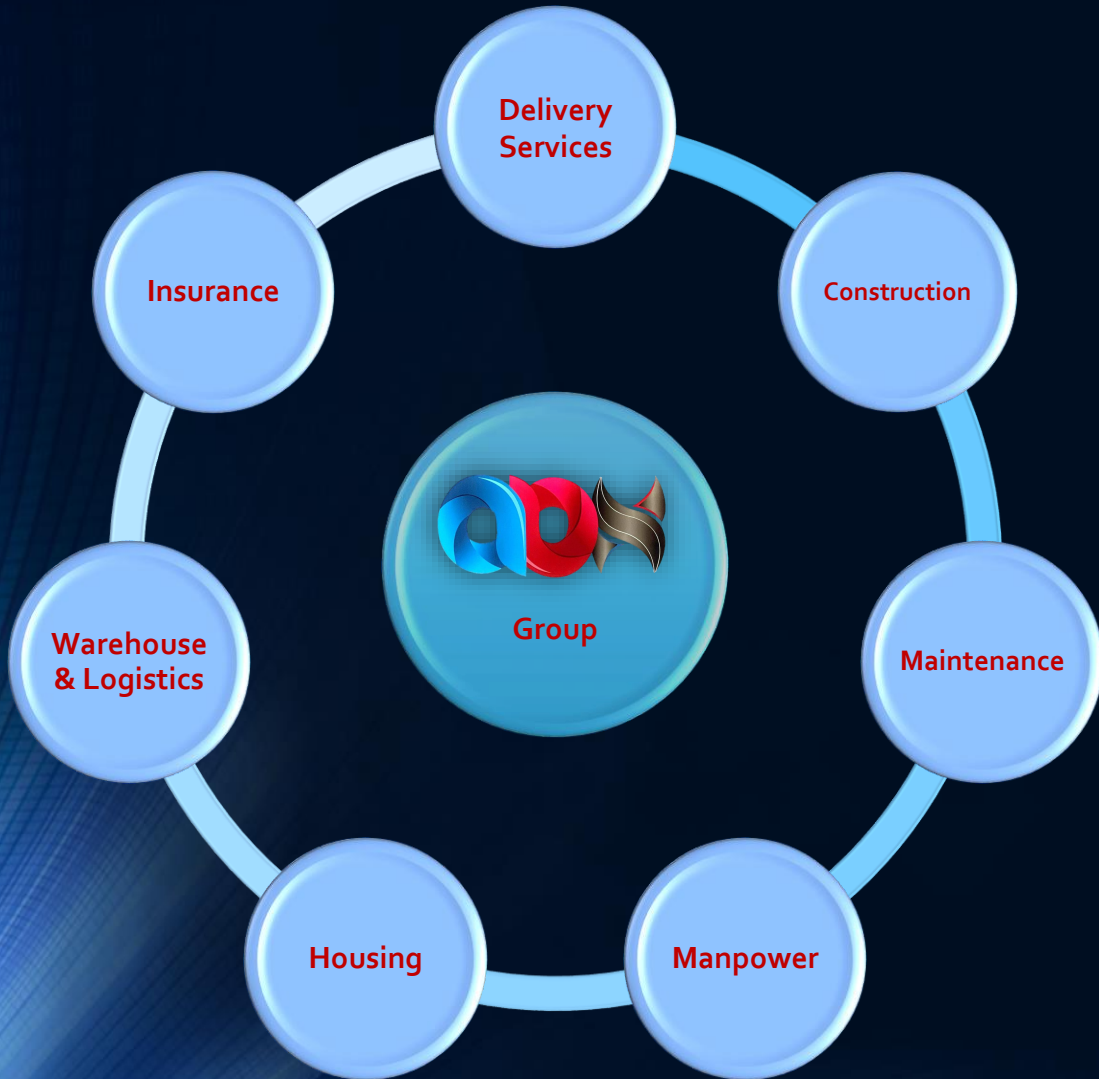 Delivery
Services
Insurance
Construction
Group
Warehouse
& Logistics
Maintenance
Housing
Manpower